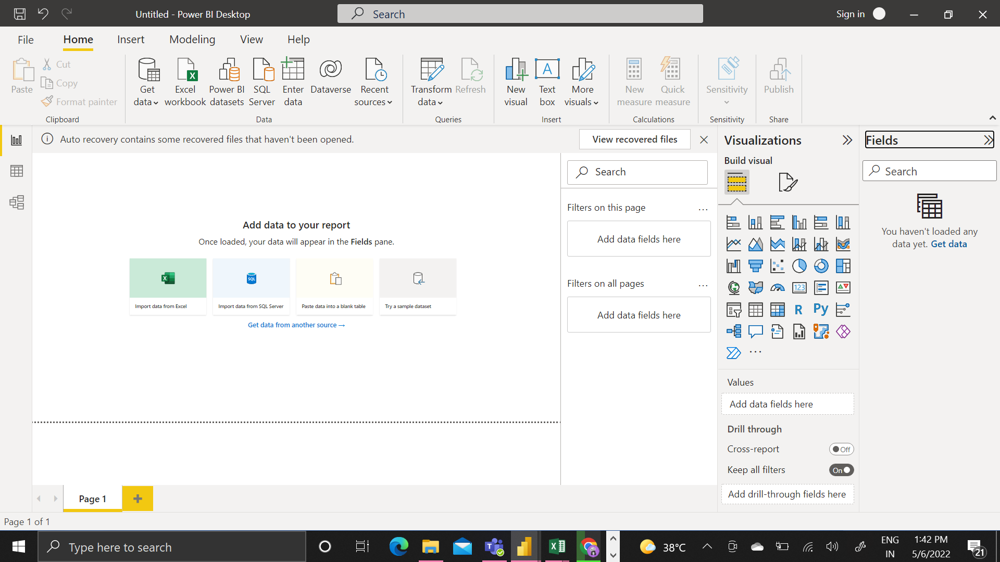 Untitled - Power BI Desktop
Search
Sign in
File
Home
Insert
Modeling
View
Help
Paste
Cut
Copy
Format painter
Clipboard
Get
data
Excel
workbook
Power BI
datasets
SQL
Server
Enter
data
Dataverse
Recent
sources
Data
Transform
data
Refresh
Queries
New
visual
A
Text
box
More
visuals
Insert
New
measure
Quick
measure
Calculations
Sensitivity
Sensitivity
Publish
Share
Auto recovery contains some recovered files that haven't been opened.
View recovered files
Add data to your report
Once loaded, your data will appear in the Fields pane.
SQL
Import data from Excel
Import data from SQL Server
Paste data into a blank table
Try a sample dataset
Get data from another source →
Search
Filters on this page
...
Add data fields here
Filters on all pages
...
Add data fields here
Visualizations
Build visual
123
R
Py
...
Values
Add data fields here
Drill through
Cross-report
Off
Keep all filters
On
Add drill-through fields here
Fields
Search
You haven't loaded any
data yet. Get data
Page 1
Page 1 of 1
Type here to search
38°C
ENG
IN
1:42 PM
5/6/2022
21